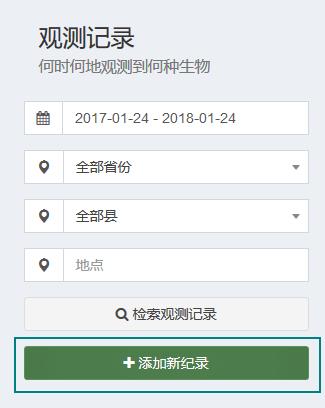 观测记录
何时何地观测到何种生物
2017-01-24 - 2018-01-24
全部省份
全部县
地点
检索观测记录
添加新纪录